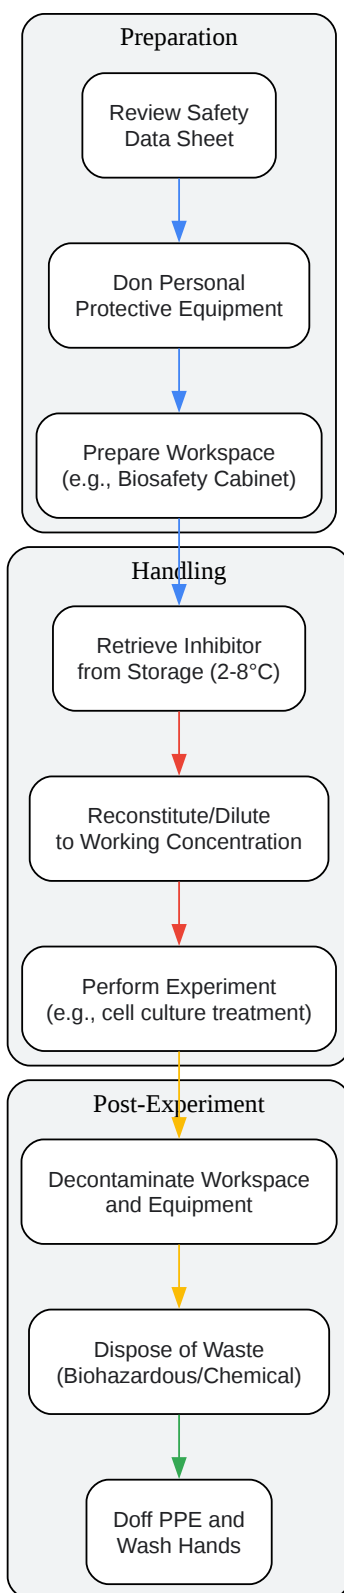 Preparation
Review Safety
Data Sheet
Don Personal
Protective Equipment
Prepare Workspace
(e.g., Biosafety Cabinet)
Handling
Retrieve Inhibitor
from Storage (2-8°C)
Reconstitute/Dilute
to Working Concentration
Perform Experiment
(e.g., cell culture treatment)
Post-Experiment
Decontaminate Workspace
and Equipment
Dispose of Waste
(Biohazardous/Chemical)
Doff PPE and
Wash Hands